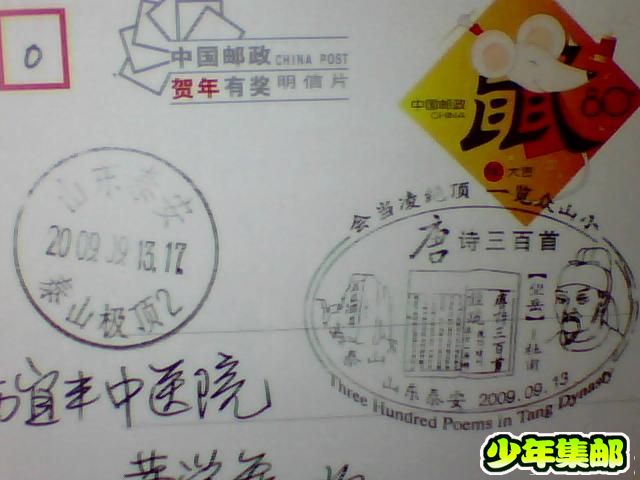 0
中国邮政 CHINA POST
贺年有奖 明信片
中国邮政
CHINA
80
鼠
大吉
山东泰安
2009.09.13.17
泰山极顶2
会当凌绝顶 一览众山小
唐诗三百首
【望岳】—杜甫
唐诗三百首
泰山
山东泰安 2009.09.13
Three Hundred Poems in Tang Dynasty
宜丰中医院
少年集邮